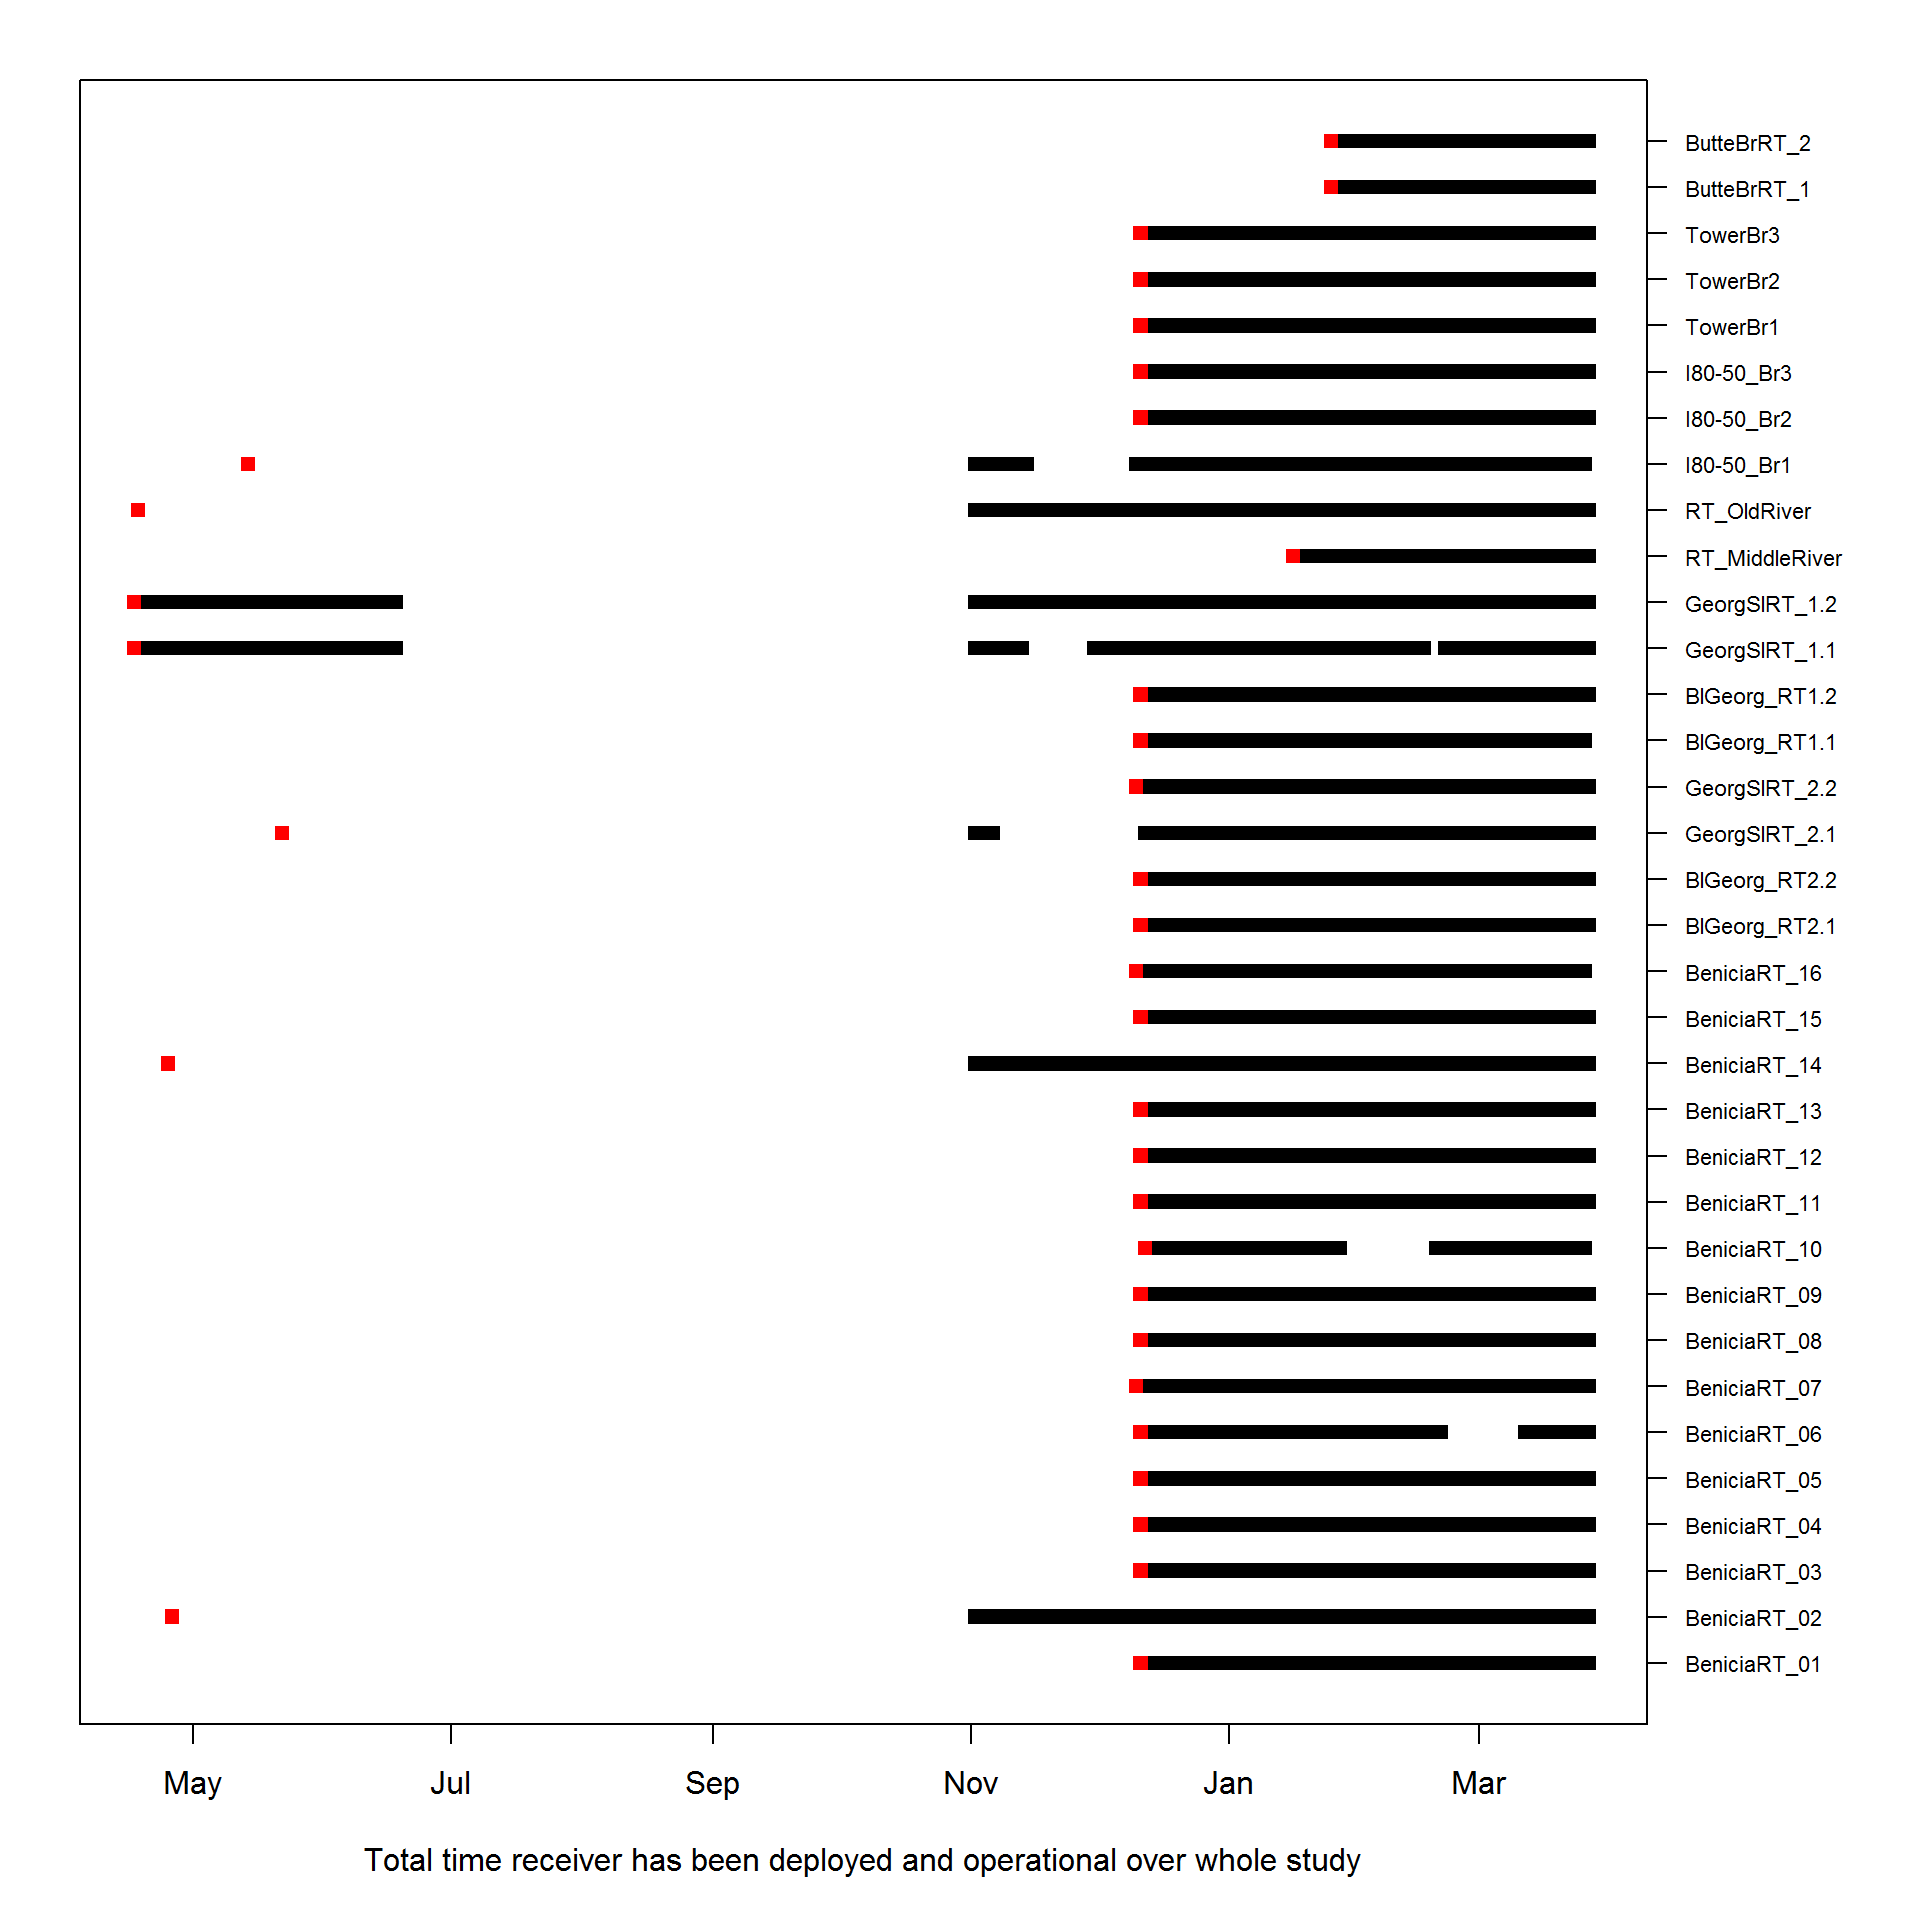 ButteBrRT_2
ButteBrRT_1
TowerBr3
TowerBr2
TowerBr1
I80-50_Br3
I80-50_Br2
I80-50_Br1
RT_OldRiver
RT_MiddleRiver
GeorgSlRT_1.2
GeorgSlRT_1.1
BlGeorg_RT1.2
BlGeorg_RT1.1
GeorgSlRT_2.2
GeorgSlRT_2.1
BlGeorg_RT2.2
BlGeorg_RT2.1
BeniciaRT_16
BeniciaRT_15
BeniciaRT_14
BeniciaRT_13
BeniciaRT_12
BeniciaRT_11
BeniciaRT_10
BeniciaRT_09
BeniciaRT_08
BeniciaRT_07
BeniciaRT_06
BeniciaRT_05
BeniciaRT_04
BeniciaRT_03
BeniciaRT_02
BeniciaRT_01
May Jul Sep Nov Jan Mar
Total time receiver has been deployed and operational over whole study